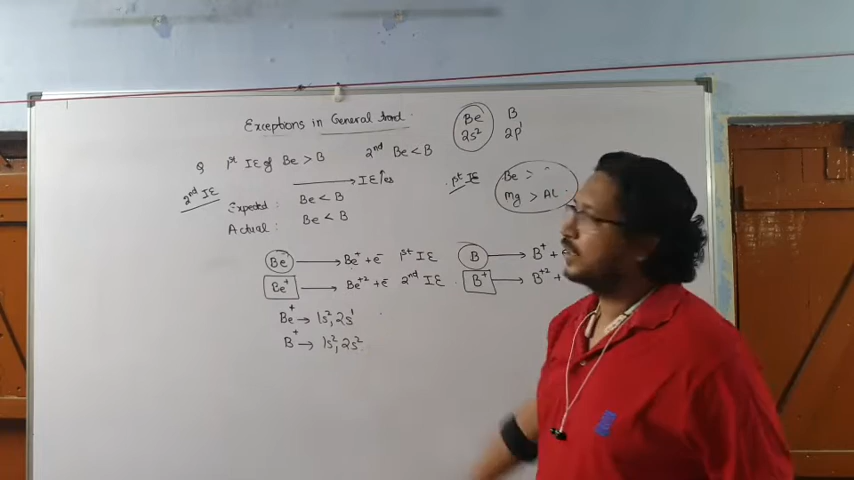 Exceptions in General trend
Be B
2s² 2p¹
Q 1st IE of Be > B 2nd Be < B
→ IE ↑es
2nd IE
Expected : Be < B
Actual : Be < B
1st IE Be >
Mg > AL
Be → Be⁺ + e⁻ 1st IE B → B⁺ +
Be⁺ → Be⁺² + e⁻ 2nd IE B⁺ → B⁺² +
Be⁺ → 1s², 2s¹
B⁺ → 1s², 2s²